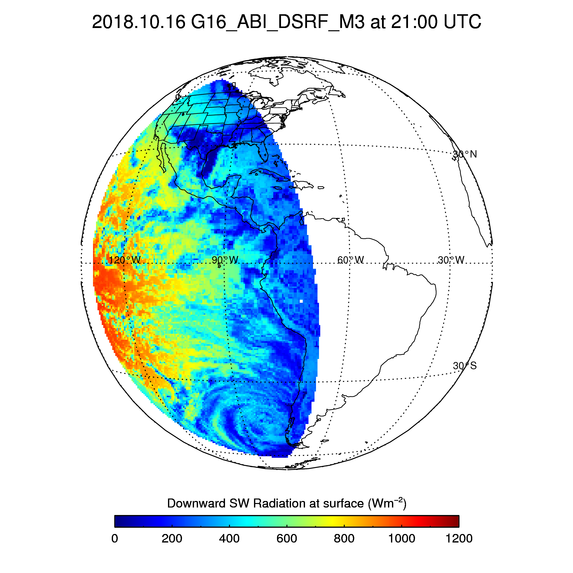 2018.10.16 G16_ABI_DSRF_M3 at 21:00 UTC
30°N
120°W 90°W 60°W 30°W
30°S
Downward SW Radiation at surface (Wm⁻²)
0 200 400 600 800 1000 1200